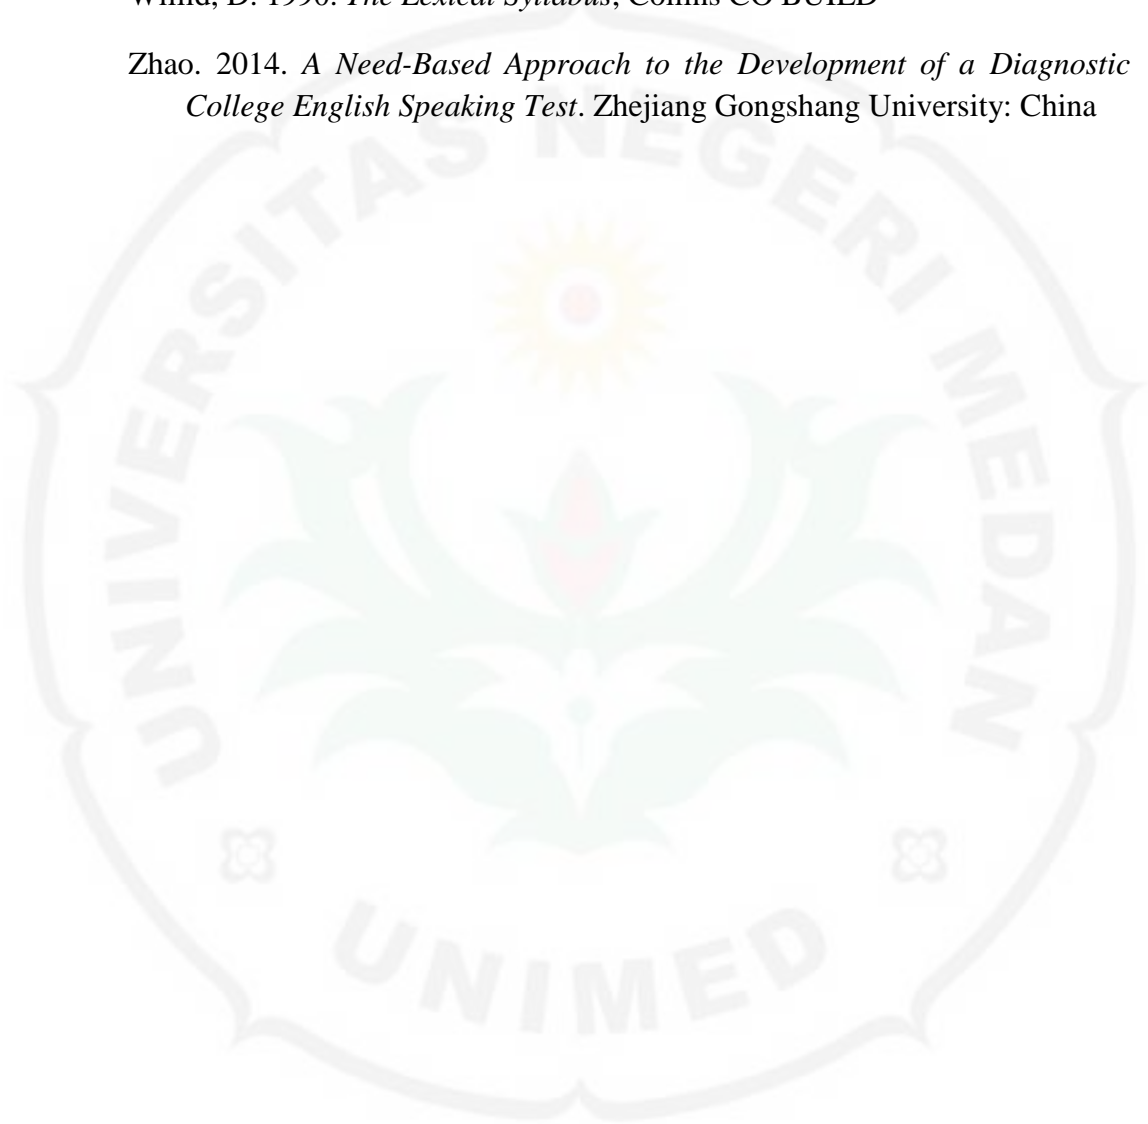 1990. The Lexical Syllabus, Collins CO BUILD
Zhao. 2014. A Need-Based Approach to the Development of a Diagnostic
College English Speaking Test. Zhejiang Gongshang University: China
UNIVERSITAS NEGERI MEDAN
UNIMED